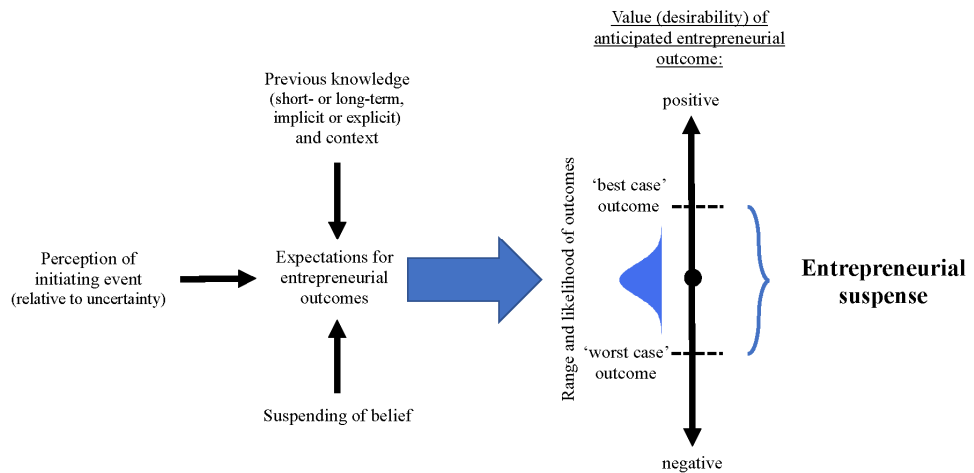 Value (desirability) of
anticipated entrepreneurial
outcome:
Previous knowledge
(short- or long-term,
implicit or explicit)
and context
positive
Range and likelihood of outcomes
‘best case’
outcome
Perception of
initiating event
(relative to uncertainty)
Expectations for
entrepreneurial
outcomes
Entrepreneurial
suspense
‘worst case’
outcome
Suspending of belief
negative